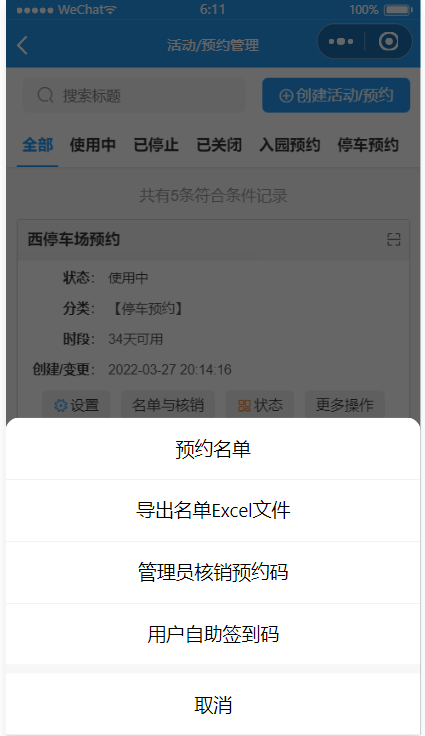 WeChat 6:11 100%
活动/预约管理
搜索标题 创建活动/预约
全部 使用中 已停止 已关闭 入园预约 停车预约
共有5条符合条件记录
西停车场预约
状态: 使用中
分类: 【停车预约】
时段: 34天可用
创建/变更: 2022-03-27 20:14:16
设置 名单与核销 状态 更多操作
预约名单
导出名单Excel文件
管理员核销预约码
用户自助签到码
取消